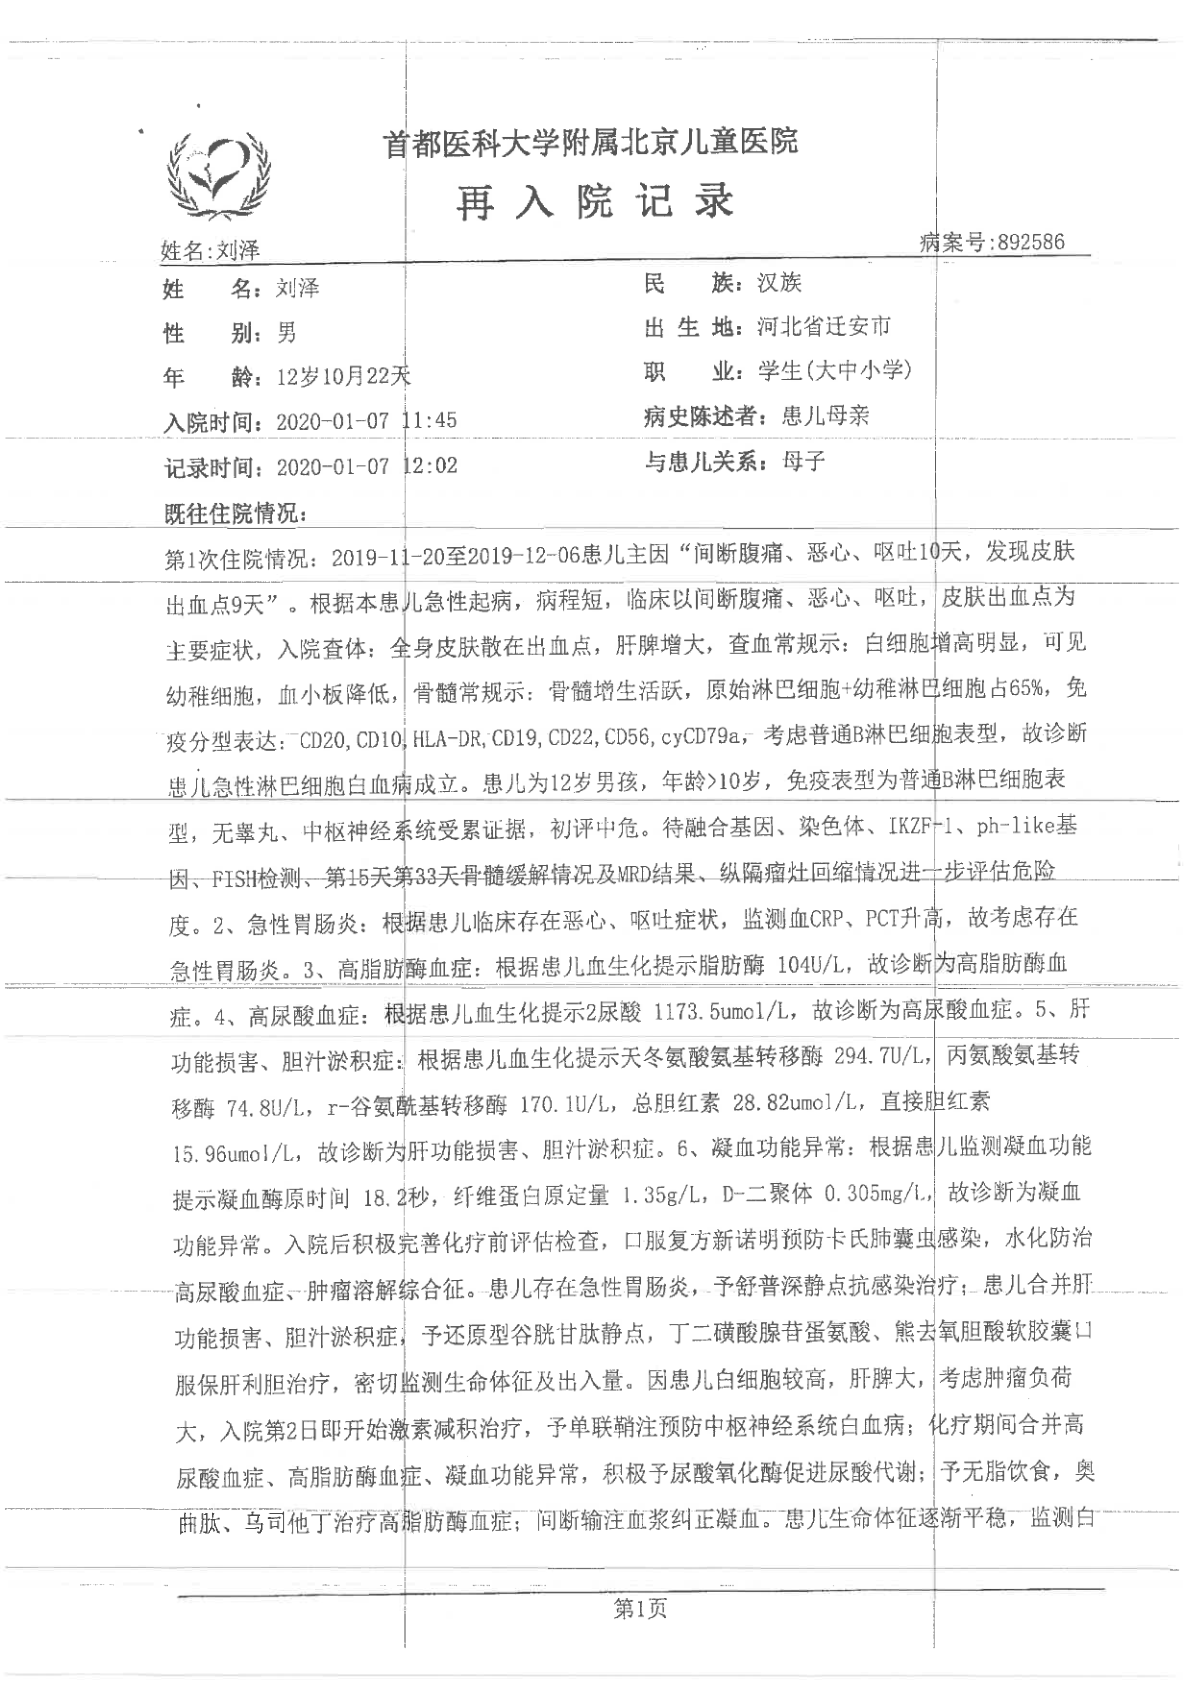 首都医科大学附属北京儿童医院
再入院记录
姓名:刘泽 病案号:892586
姓 名：刘泽 民 族：汉族
性 别：男 出 生 地：河北省迁安市
年 龄：12岁10月22天 职 业：学生(大中小学)
入院时间：2020-01-07 11:45 病史陈述者：患儿母亲
记录时间：2020-01-07 12:02 与患儿关系：母子
既往住院情况：
第1次住院情况：2019-11-20至2019-12-06患儿主因“间断腹痛、恶心、呕吐10天，发现皮肤
出血点9天”。根据本患儿急性起病，病程短，临床以间断腹痛、恶心、呕吐，皮肤出血点为
主要症状，入院查体：全身皮肤散在出血点，肝脾增大，查血常规示：白细胞增高明显，可见
幼稚细胞，血小板降低，骨髓常规示：骨髓增生活跃，原始淋巴细胞+幼稚淋巴细胞占65%，免
疫分型表达：CD20,CD10,HLA-DR,CD19,CD22,CD56,cyCD79a，考虑普通B淋巴细胞表型，故诊断
患儿急性淋巴细胞白血病成立。患儿为12岁男孩，年龄>10岁，免疫表型为普通B淋巴细胞表
型，无睾丸、中枢神经系统受累证据，初评中危。待融合基因、染色体、IKZF-1、ph-like基
因、FISH检测、第15天第33天骨髓缓解情况及MRD结果、纵隔瘤灶回缩情况进一步评估危险
度。2、急性胃肠炎：根据患儿临床存在恶心、呕吐症状，监测血CRP、PCT升高，故考虑存在
急性胃肠炎。3、高脂肪酶血症：根据患儿血生化提示脂肪酶 104U/L，故诊断为高脂肪酶血
症。4、高尿酸血症：根据患儿血生化提示2尿酸 1173.5umol/L，故诊断为高尿酸血症。5、肝
功能损害、胆汁淤积症：根据患儿血生化提示天冬氨酸氨基转移酶 294.7U/L，丙氨酸氨基转
移酶 74.8U/L，r-谷氨酰基转移酶 170.1U/L，总胆红素 28.82umol/L，直接胆红素
15.96umol/L，故诊断为肝功能损害、胆汁淤积症。6、凝血功能异常：根据患儿监测凝血功能
提示凝血酶原时间 18.2秒，纤维蛋白原定量 1.35g/L，D-二聚体 0.305mg/L，故诊断为凝血
功能异常。入院后积极完善化疗前评估检查，口服复方新诺明预防卡氏肺囊虫感染，水化防治
高尿酸血症、肿瘤溶解综合征。患儿存在急性胃肠炎，予舒普深静点抗感染治疗；患儿合并肝
功能损害、胆汁淤积症，予还原型谷胱甘肽静点，丁二磺酸腺苷蛋氨酸、熊去氧胆酸软胶囊口
服保肝利胆治疗，密切监测生命体征及出入量。因患儿白细胞较高，肝脾大，考虑肿瘤负荷
大，入院第2日即开始激素减积治疗，予单联鞘注预防中枢神经系统白血病；化疗期间合并高
尿酸血症、高脂肪酶血症、凝血功能异常，积极予尿酸氧化酶促进尿酸代谢；予无脂饮食，奥
曲肽、乌司他丁治疗高脂肪酶血症；间断输注血浆纠正凝血。患儿生命体征逐渐平稳，监测白
第1页